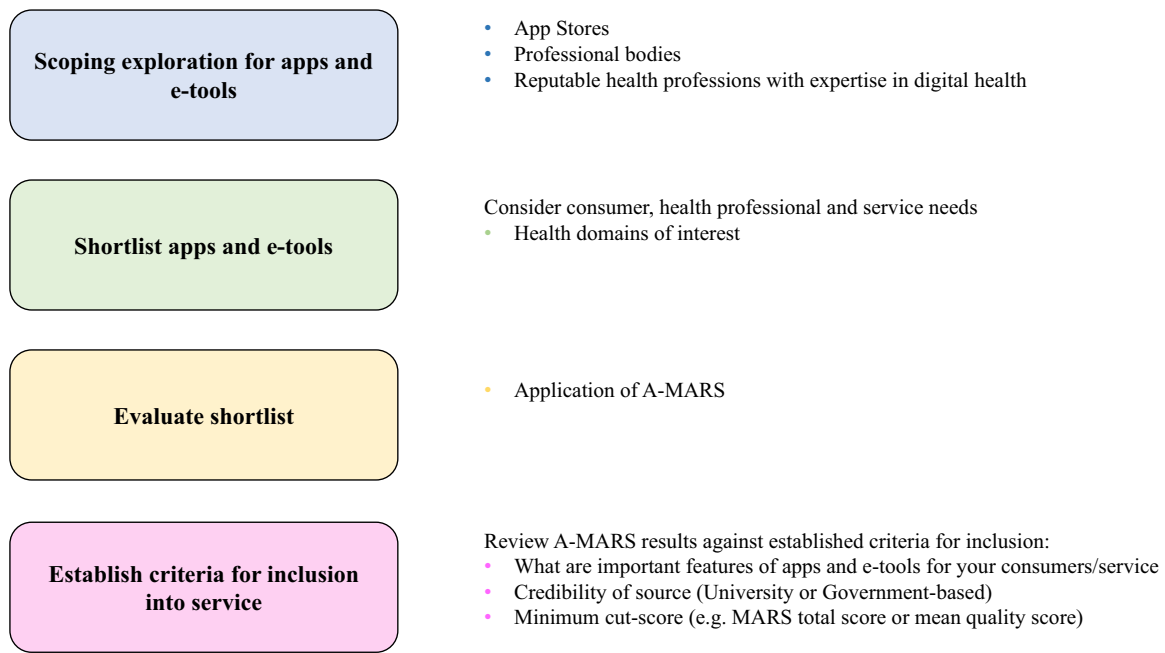 Scoping exploration for apps and
e-tools
• App Stores
• Professional bodies
• Reputable health professions with expertise in digital health
Shortlist apps and e-tools
Consider consumer, health professional and service needs
• Health domains of interest
Evaluate shortlist
• Application of A-MARS
Establish criteria for inclusion
into service
Review A-MARS results against established criteria for inclusion:
• What are important features of apps and e-tools for your consumers/service
• Credibility of source (University or Government-based)
• Minimum cut-score (e.g. MARS total score or mean quality score)